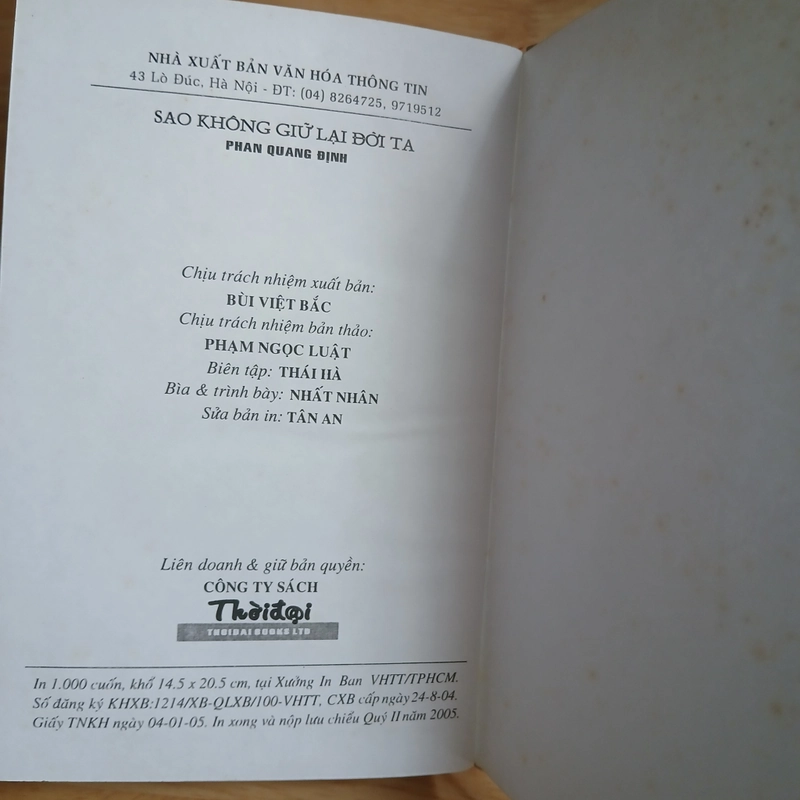 NHÀ XUẤT BẢN VĂN HÓA THÔNG TIN
43 Lò Đúc, Hà Nội - ĐT: (04) 8264725, 9719512
SAO KHÔNG GIỮ LẠI ĐỜI TA
PHAN QUANG ĐỊNH
Chịu trách nhiệm xuất bản:
BÙI VIỆT BẮC
Chịu trách nhiệm bản thảo:
PHẠM NGỌC LUẬT
Biên tập: THÁI HÀ
Bìa & trình bày: NHẤT NHÂN
Sửa bản in: TÂN AN
Liên doanh & giữ bản quyền:
CÔNG TY SÁCH
Thời đại
THOIDAI BOOKS LTD
In 1.000 cuốn, khổ 14.5 x 20.5 cm, tại Xưởng In Ban VHTT/TPHCM.
Số đăng ký KHXB:1214/XB-QLXB/100-VHTT, CXB cấp ngày 24-8-04.
Giấy TNKH ngày 04-01-05. In xong và nộp lưu chiểu Quý II năm 2005.